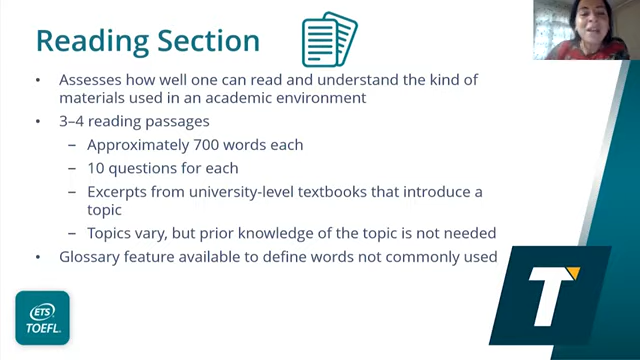 Reading Section
• Assesses how well one can read and understand the kind of
materials used in an academic environment
• 3–4 reading passages
– Approximately 700 words each
– 10 questions for each
– Excerpts from university-level textbooks that introduce a
topic
– Topics vary, but prior knowledge of the topic is not needed
• Glossary feature available to define words not commonly used
ETS
TOEFL
T